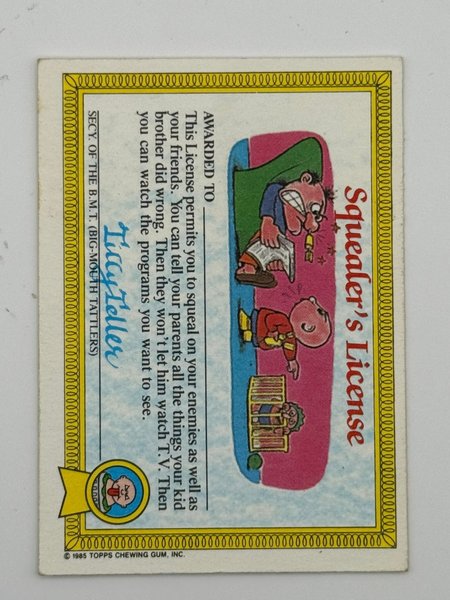 Squealer's License
AWARDED TO
This License permits you to squeal on your enemies as well as
your friends. You can tell your parents all the things your kid
brother did wrong. Then they won't let him watch T.V. Then
you can watch the programs you want to see.
Tilly Teller
SECY. OF THE B.M.T. (BIG-MOUTH TATTLERS)
© 1985 TOPPS CHEWING GUM, INC.